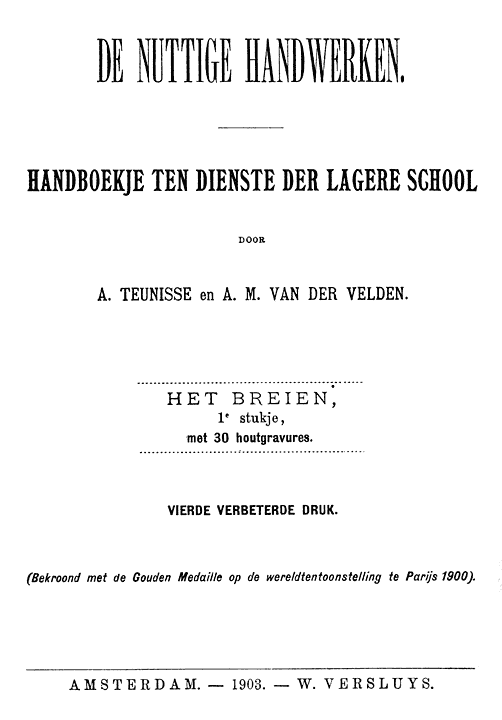 DE NUTTIGE HANDWERKEN.
HANDBOEKJE TEN DIENSTE DER LAGERE SCHOOL
DOOR
A. TEUNISSE en A. M. VAN DER VELDEN.
HET BREIEN,
1e stukje,
met 30 houtgravures.
VIERDE VERBETERDE DRUK.
(Bekroond met de Gouden Medaille op de wereldtentoonstelling te Parijs 1900).
AMSTERDAM. — 1903. — W. VERSLUYS.